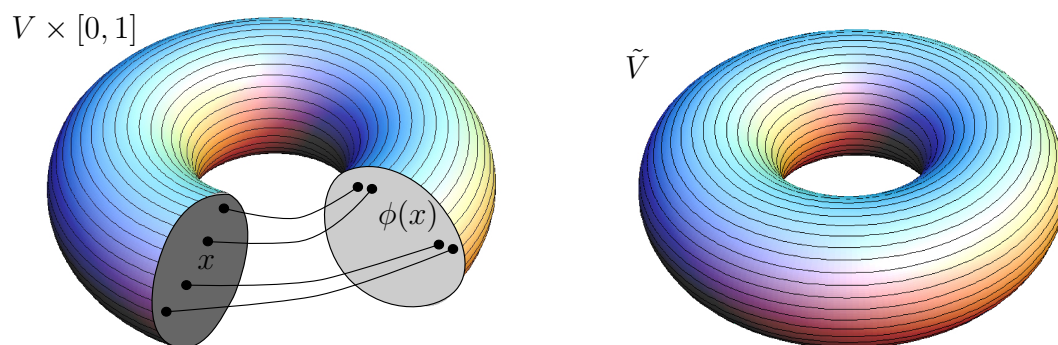 V × [0, 1]
Ṽ
ϕ(x)
x